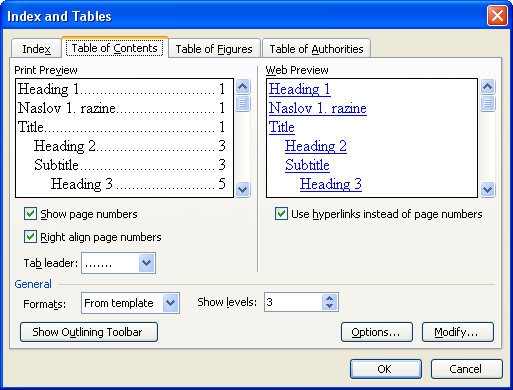 Index and Tables
Index Table of Contents Table of Figures Table of Authorities
Print Preview
Heading 1.......................... 1
Naslov 1. razine................. 1
Title.................................... 1
Heading 2...................... 3
Subtitle.......................... 3
Heading 3.................. 5
Web Preview
Heading 1
Naslov 1. razine
Title
Heading 2
Subtitle
Heading 3
Show page numbers
Right align page numbers
Tab leader: .......
Use hyperlinks instead of page numbers
General
Formats: From template Show levels: 3
Show Outlining Toolbar Options... Modify...
OK Cancel